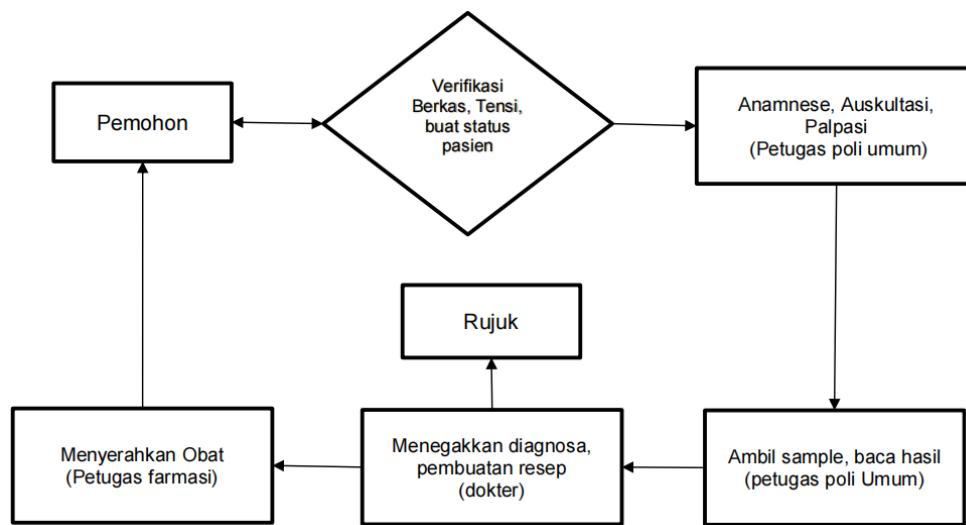 Pemohon
Verifikasi
Berkas, Tensi,
buat status
pasien
Anamnese, Auskultasi,
Palpasi
(Petugas poli umum)
Rujuk
Menyerahkan Obat
(Petugas farmasi)
Menegakkan diagnosa,
pembuatan resep
(dokter)
Ambil sample, baca hasil
(petugas poli Umum)